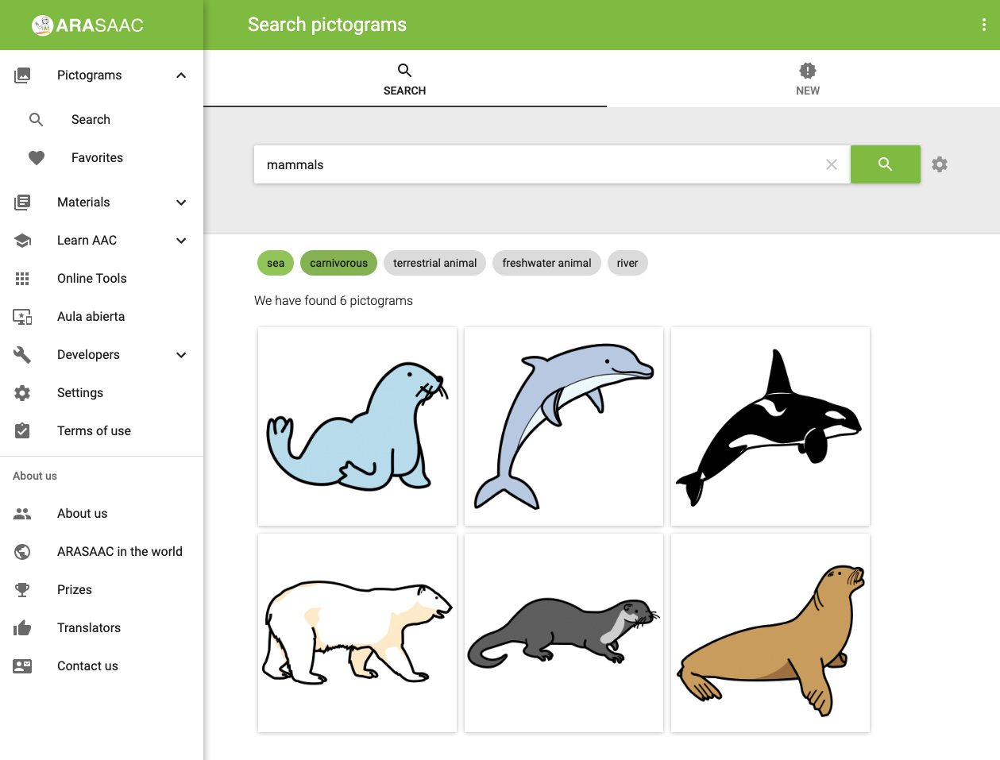 ARASAAC
Search pictograms
Pictograms
Search
Favorites
Materials
Learn AAC
Online Tools
Aula abierta
Developers
Settings
Terms of use
About us
About us
ARASAAC in the world
Prizes
Translators
Contact us
SEARCH
NEW
mammals
sea carnivorous terrestrial animal freshwater animal river
We have found 6 pictograms